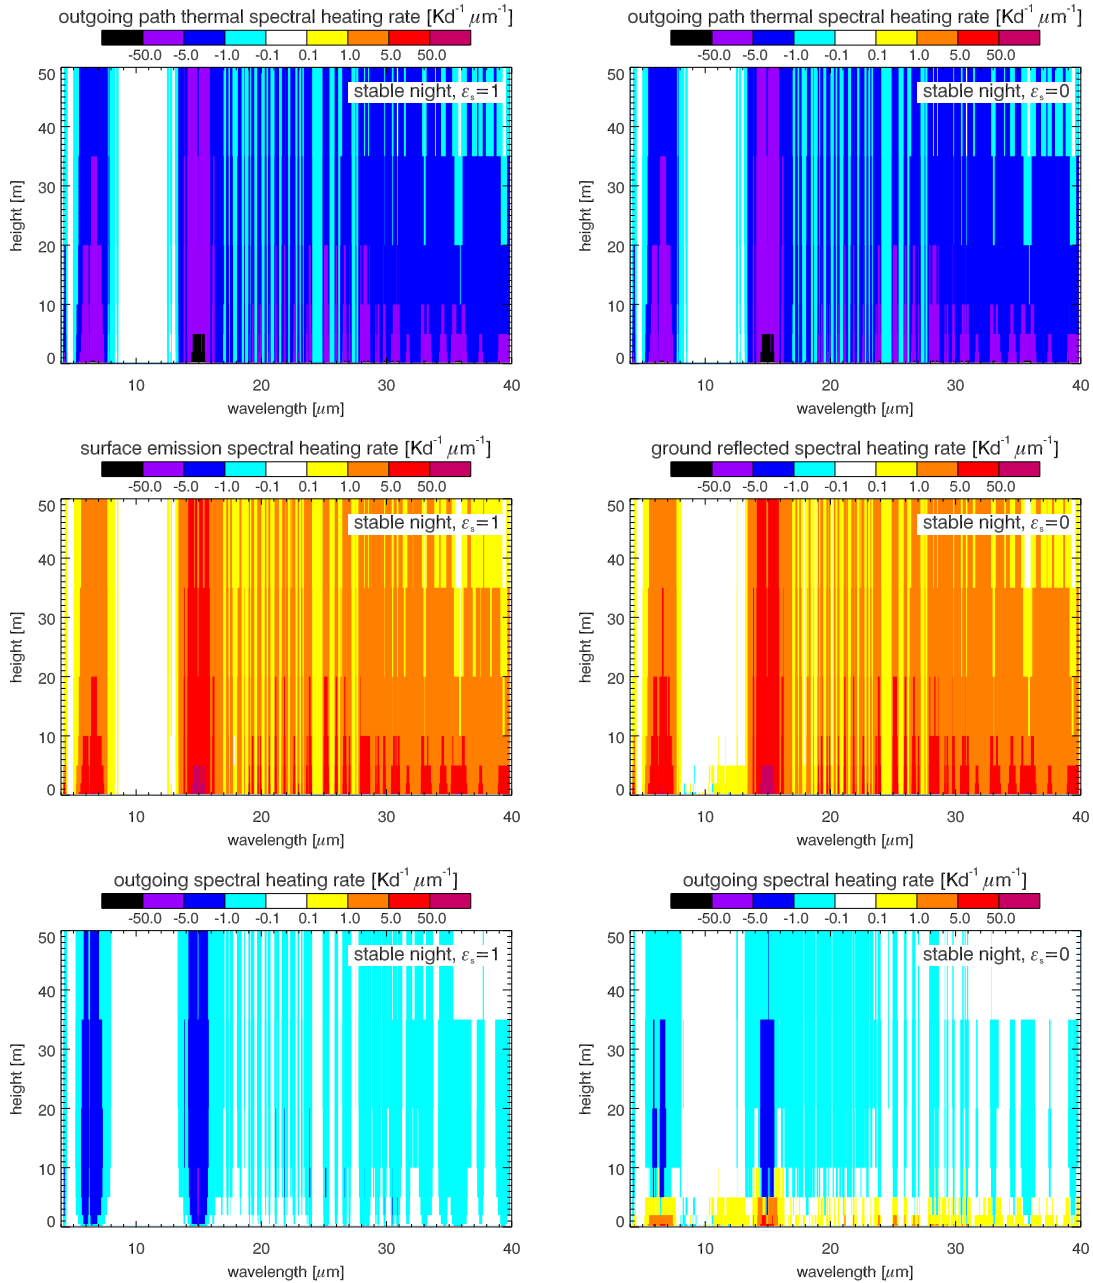 outgoing path thermal spectral heating rate [Kd⁻¹ μm⁻¹]
-50.0 -5.0 -1.0 -0.1 0.1 1.0 5.0 50.0
stable night, εs=1
50
40
30
20
10
0
height [m]
10 20 30 40
wavelength [μm]
outgoing path thermal spectral heating rate [Kd⁻¹ μm⁻¹]
-50.0 -5.0 -1.0 -0.1 0.1 1.0 5.0 50.0
stable night, εs=0
50
40
30
20
10
0
height [m]
10 20 30 40
wavelength [μm]
surface emission spectral heating rate [Kd⁻¹ μm⁻¹]
-50.0 -5.0 -1.0 -0.1 0.1 1.0 5.0 50.0
stable night, εs=1
50
40
30
20
10
0
height [m]
10 20 30 40
wavelength [μm]
ground reflected spectral heating rate [Kd⁻¹ μm⁻¹]
-50.0 -5.0 -1.0 -0.1 0.1 1.0 5.0 50.0
stable night, εs=0
50
40
30
20
10
0
height [m]
10 20 30 40
wavelength [μm]
outgoing spectral heating rate [Kd⁻¹ μm⁻¹]
-50.0 -5.0 -1.0 -0.1 0.1 1.0 5.0 50.0
stable night, εs=1
50
40
30
20
10
0
height [m]
10 20 30 40
wavelength [μm]
outgoing spectral heating rate [Kd⁻¹ μm⁻¹]
-50.0 -5.0 -1.0 -0.1 0.1 1.0 5.0 50.0
stable night, εs=0
50
40
30
20
10
0
height [m]
10 20 30 40
wavelength [μm]